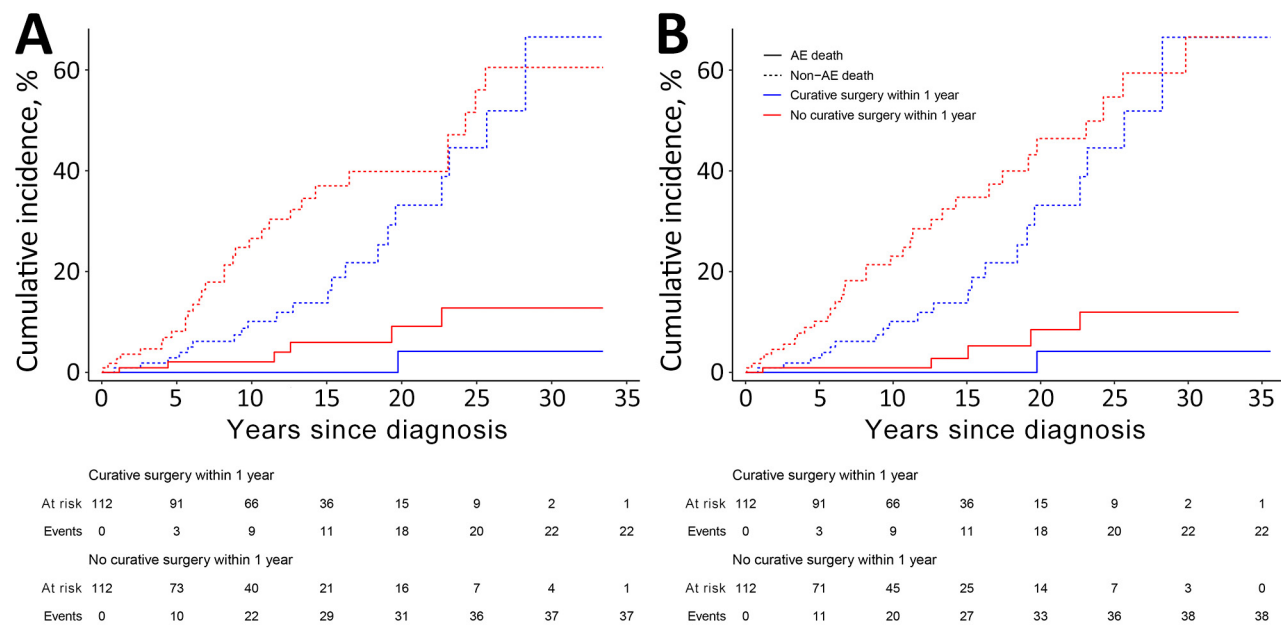 A
Cumulative incidence, %
60
40
20
0
0 5 10 15 20 25 30 35
Years since diagnosis
Curative surgery within 1 year
At risk 112 91 66 36 15 9 2 1
Events 0 3 9 11 18 20 22 22
No curative surgery within 1 year
At risk 112 73 40 21 16 7 4 1
Events 0 10 22 29 31 36 37 37
B
AE death
Non−AE death
Curative surgery within 1 year
No curative surgery within 1 year
Cumulative incidence, %
60
40
20
0
0 5 10 15 20 25 30 35
Years since diagnosis
Curative surgery within 1 year
At risk 112 91 66 36 15 9 2 1
Events 0 3 9 11 18 20 22 22
No curative surgery within 1 year
At risk 112 71 45 25 14 7 3 0
Events 0 11 20 27 33 36 38 38